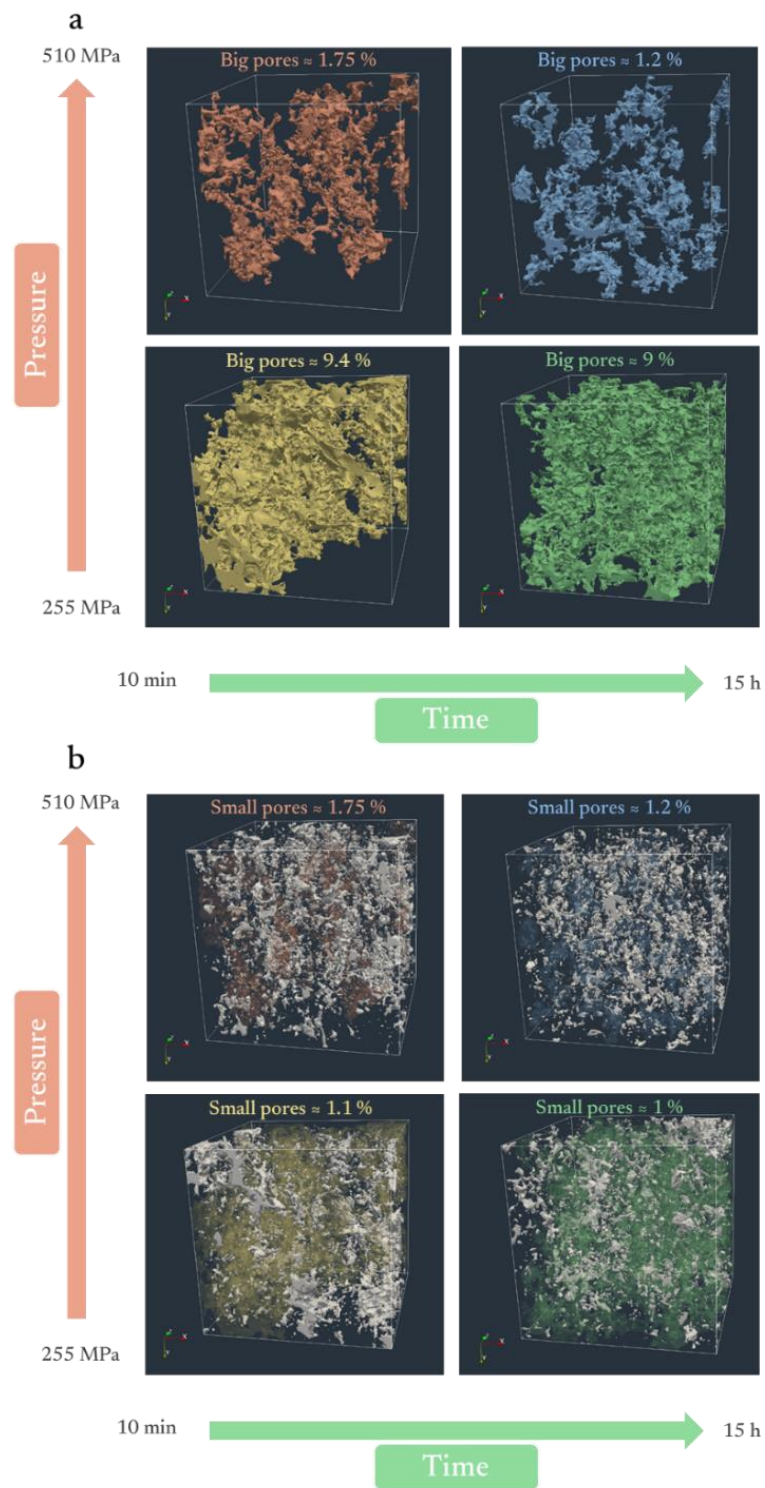 a
510 MPa
Big pores ≈ 1.75 %
Big pores ≈ 1.2 %
Pressure
Big pores ≈ 9.4 %
Big pores ≈ 9 %
255 MPa
10 min
15 h
Time
b
510 MPa
Small pores ≈ 1.75 %
Small pores ≈ 1.2 %
Pressure
Small pores ≈ 1.1 %
Small pores ≈ 1 %
255 MPa
10 min
15 h
Time